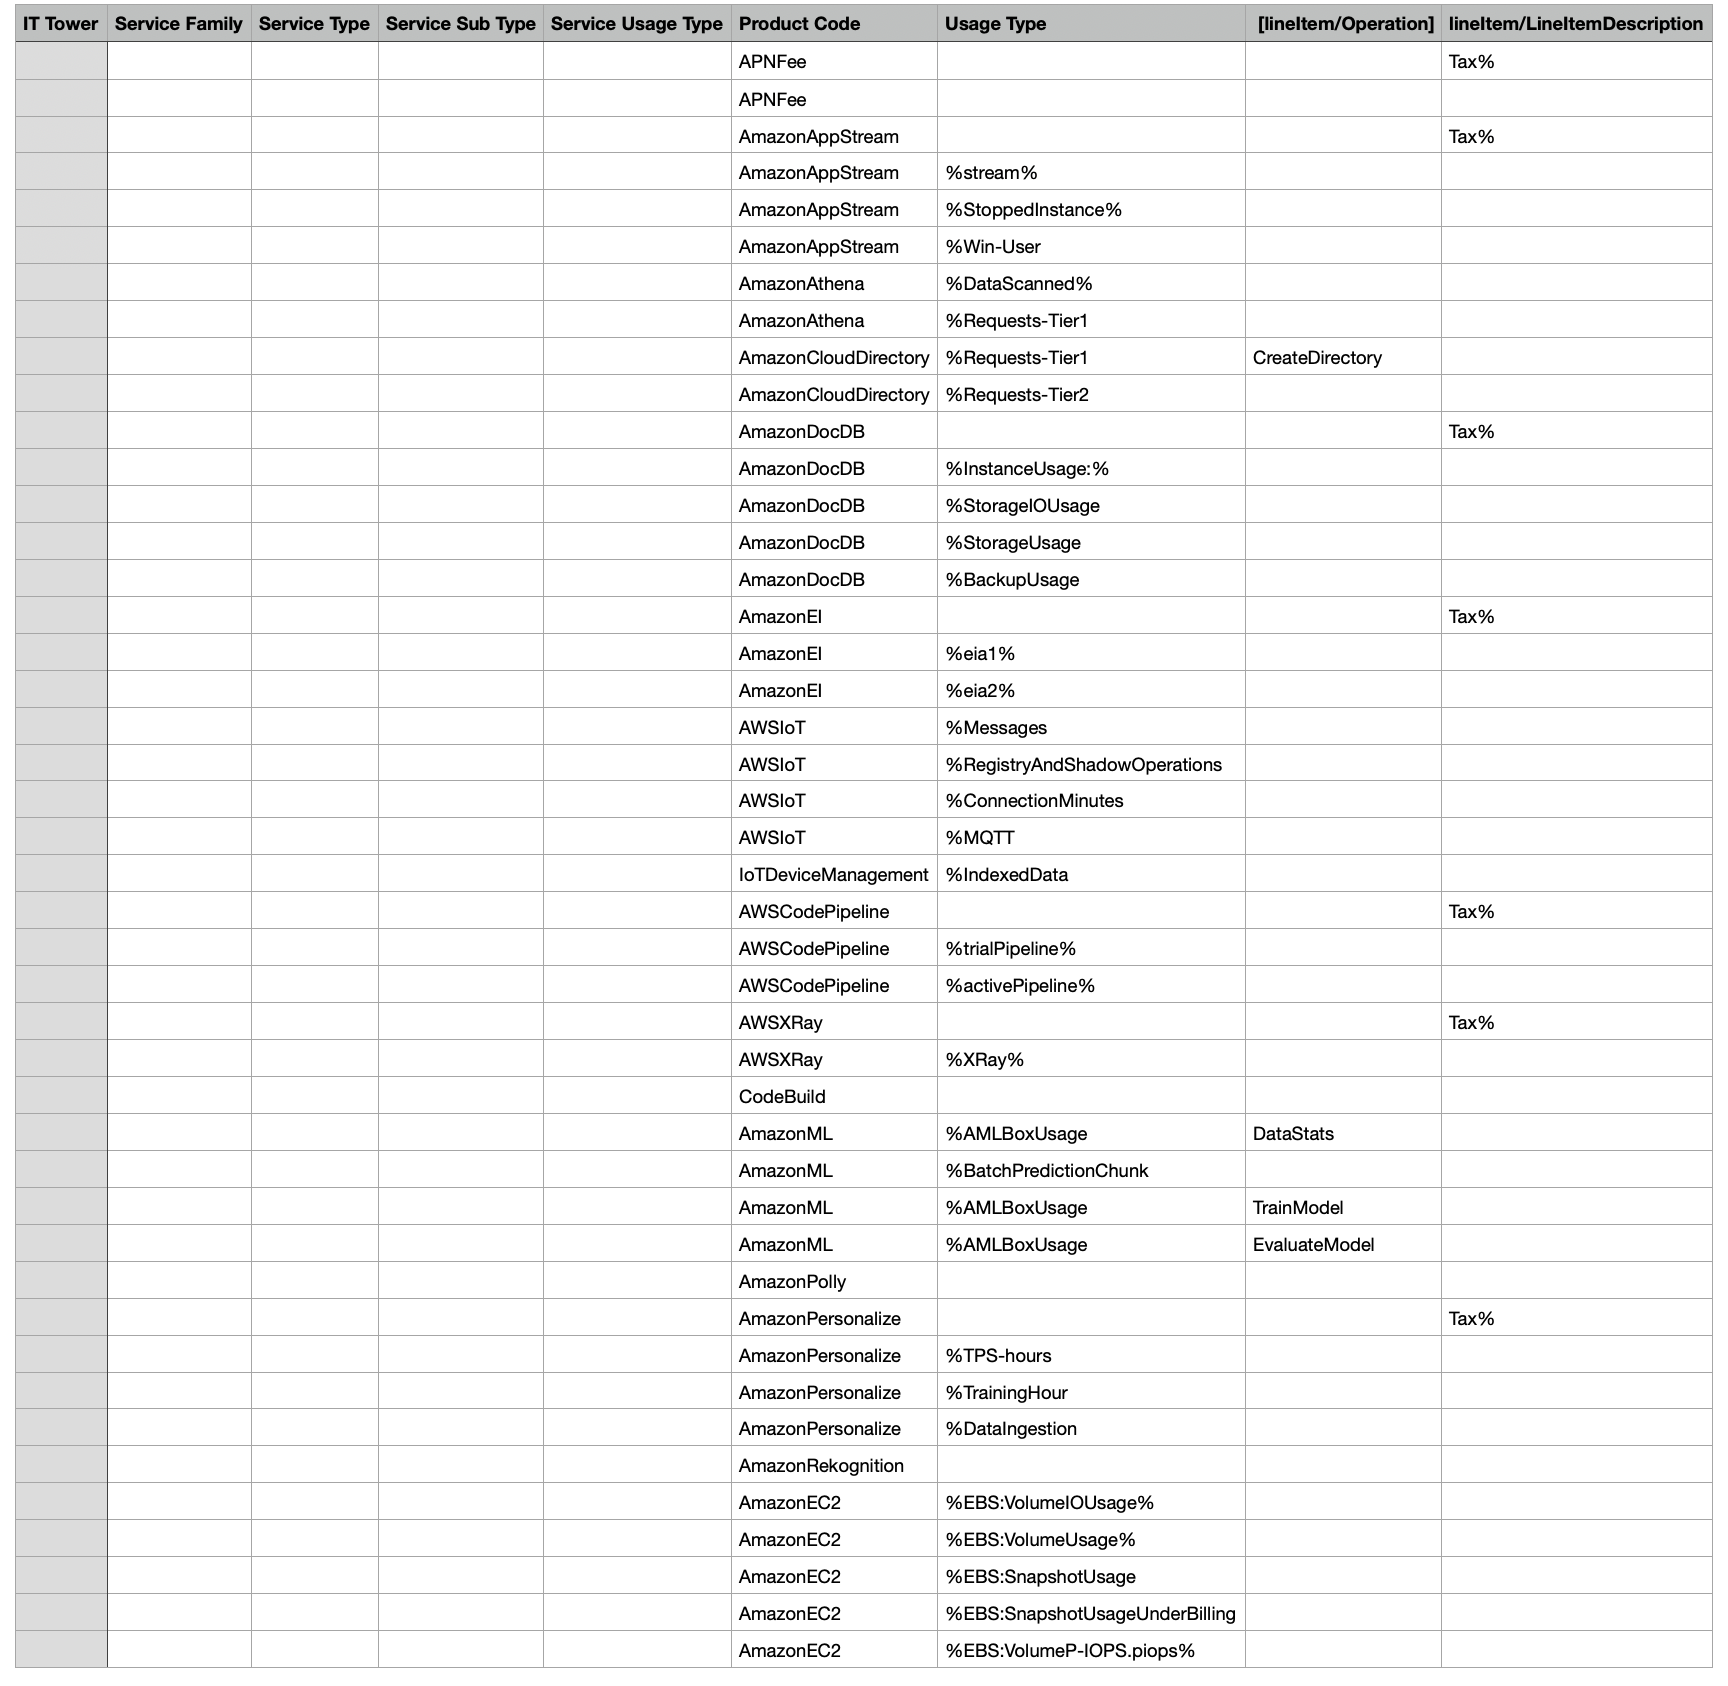 IT Tower Service Family Service Type Service Sub Type Service Usage Type Product Code Usage Type [lineItem/Operation] lineItem/LineItemDescription
APNFee Tax%
APNFee
AmazonAppStream Tax%
AmazonAppStream %stream%
AmazonAppStream %StoppedInstance%
AmazonAppStream %Win-User
AmazonAthena %DataScanned%
AmazonAthena %Requests-Tier1
AmazonCloudDirectory %Requests-Tier1 CreateDirectory
AmazonCloudDirectory %Requests-Tier2
AmazonDocDB Tax%
AmazonDocDB %InstanceUsage:%
AmazonDocDB %StorageIOUsage
AmazonDocDB %StorageUsage
AmazonDocDB %BackupUsage
AmazonEI Tax%
AmazonEI %eia1%
AmazonEI %eia2%
AWSIoT %Messages
AWSIoT %RegistryAndShadowOperations
AWSIoT %ConnectionMinutes
AWSIoT %MQTT
IoTDeviceManagement %IndexedData
AWSCodePipeline Tax%
AWSCodePipeline %trialPipeline%
AWSCodePipeline %activePipeline%
AWSXRay Tax%
AWSXRay %XRay%
CodeBuild
AmazonML %AMLBoxUsage DataStats
AmazonML %BatchPredictionChunk
AmazonML %AMLBoxUsage TrainModel
AmazonML %AMLBoxUsage EvaluateModel
AmazonPolly
AmazonPersonalize Tax%
AmazonPersonalize %TPS-hours
AmazonPersonalize %TrainingHour
AmazonPersonalize %DataIngestion
AmazonRekognition
AmazonEC2 %EBS:VolumeIOUsage%
AmazonEC2 %EBS:VolumeUsage%
AmazonEC2 %EBS:SnapshotUsage
AmazonEC2 %EBS:SnapshotUsageUnderBilling
AmazonEC2 %EBS:VolumeP-IOPS.piops%